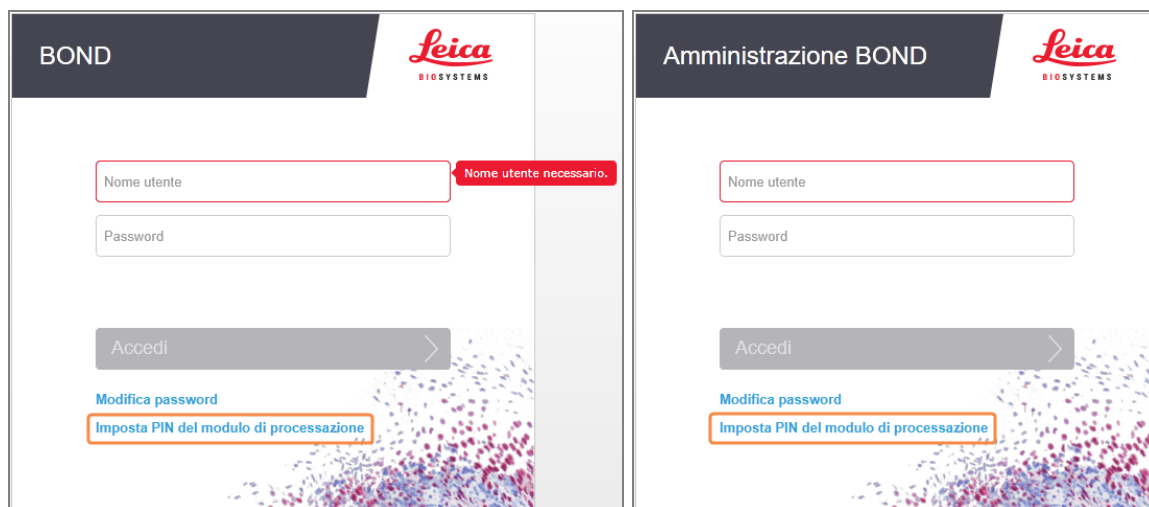 BOND
Leica
BIOSYSTEMS
Nome utente
Nome utente necessario.
Password
Accedi
Modifica password
Imposta PIN del modulo di processazione
Amministrazione BOND
Leica
BIOSYSTEMS
Nome utente
Password
Accedi
Modifica password
Imposta PIN del modulo di processazione